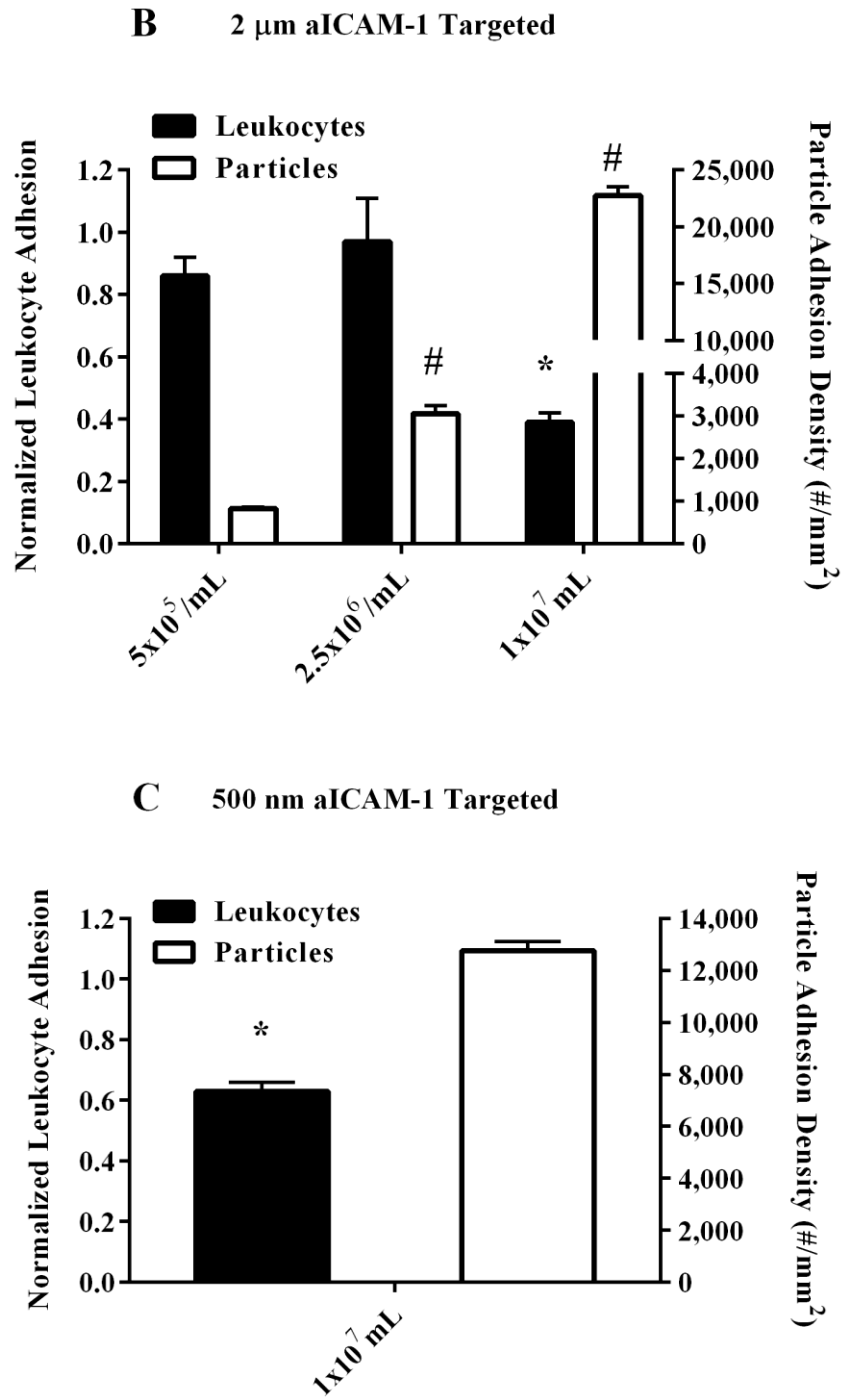 B 2 μm aICAM-1 Targeted
Leukocytes
Particles
Normalized Leukocyte Adhesion
1.2
1.0
0.8
0.6
0.4
0.2
0.0
#
#
*
25,000
20,000
15,000
10,000
4,000
3,000
2,000
1,000
0
Particle Adhesion Density (#/mm²)
5x10⁵/mL
2.5x10⁶/mL
1x10⁷ mL
C 500 nm aICAM-1 Targeted
Leukocytes
Particles
Normalized Leukocyte Adhesion
1.2
1.0
0.8
0.6
0.4
0.2
0.0
*
14,000
12,000
10,000
8,000
6,000
4,000
2,000
0
Particle Adhesion Density (#/mm²)
1x10⁷ mL